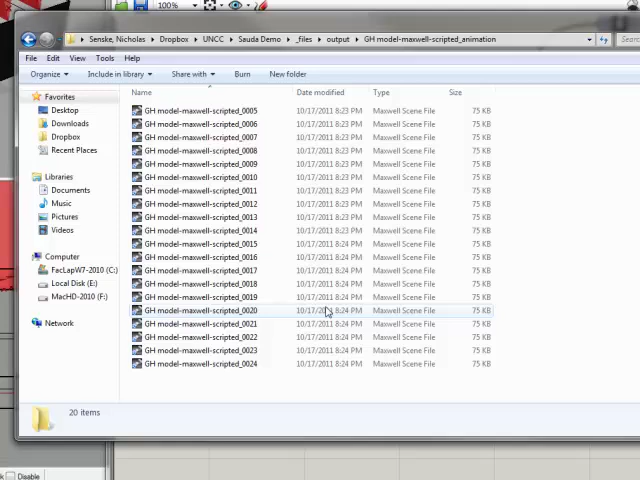 100%
Senske, Nicholas ▸ Dropbox ▸ UNCC ▸ Sauda Demo ▸ _files ▸ output ▸ GH model-maxwell-scripted_animation
File Edit View Tools Help
Organize Include in library Share with Burn New folder
Name Date modified Type Size
Favorites
Desktop
Downloads
Dropbox
Recent Places
Libraries
Documents
Music
Pictures
Videos
Computer
FacLapW7-2010 (C:)
Local Disk (E:)
MacHD-2010 (F:)
Network
GH model-maxwell-scripted_0005 10/17/2011 8:23 PM Maxwell Scene File 75 KB
GH model-maxwell-scripted_0006 10/17/2011 8:23 PM Maxwell Scene File 75 KB
GH model-maxwell-scripted_0007 10/17/2011 8:23 PM Maxwell Scene File 75 KB
GH model-maxwell-scripted_0008 10/17/2011 8:23 PM Maxwell Scene File 75 KB
GH model-maxwell-scripted_0009 10/17/2011 8:23 PM Maxwell Scene File 75 KB
GH model-maxwell-scripted_0010 10/17/2011 8:23 PM Maxwell Scene File 75 KB
GH model-maxwell-scripted_0011 10/17/2011 8:23 PM Maxwell Scene File 75 KB
GH model-maxwell-scripted_0012 10/17/2011 8:23 PM Maxwell Scene File 75 KB
GH model-maxwell-scripted_0013 10/17/2011 8:23 PM Maxwell Scene File 75 KB
GH model-maxwell-scripted_0014 10/17/2011 8:23 PM Maxwell Scene File 75 KB
GH model-maxwell-scripted_0015 10/17/2011 8:24 PM Maxwell Scene File 75 KB
GH model-maxwell-scripted_0016 10/17/2011 8:24 PM Maxwell Scene File 75 KB
GH model-maxwell-scripted_0017 10/17/2011 8:24 PM Maxwell Scene File 75 KB
GH model-maxwell-scripted_0018 10/17/2011 8:24 PM Maxwell Scene File 75 KB
GH model-maxwell-scripted_0019 10/17/2011 8:24 PM Maxwell Scene File 75 KB
GH model-maxwell-scripted_0020 10/17/2011 8:24 PM Maxwell Scene File 75 KB
GH model-maxwell-scripted_0021 10/17/2011 8:24 PM Maxwell Scene File 75 KB
GH model-maxwell-scripted_0022 10/17/2011 8:24 PM Maxwell Scene File 75 KB
GH model-maxwell-scripted_0023 10/17/2011 8:24 PM Maxwell Scene File 75 KB
GH model-maxwell-scripted_0024 10/17/2011 8:24 PM Maxwell Scene File 75 KB
20 items
Disable